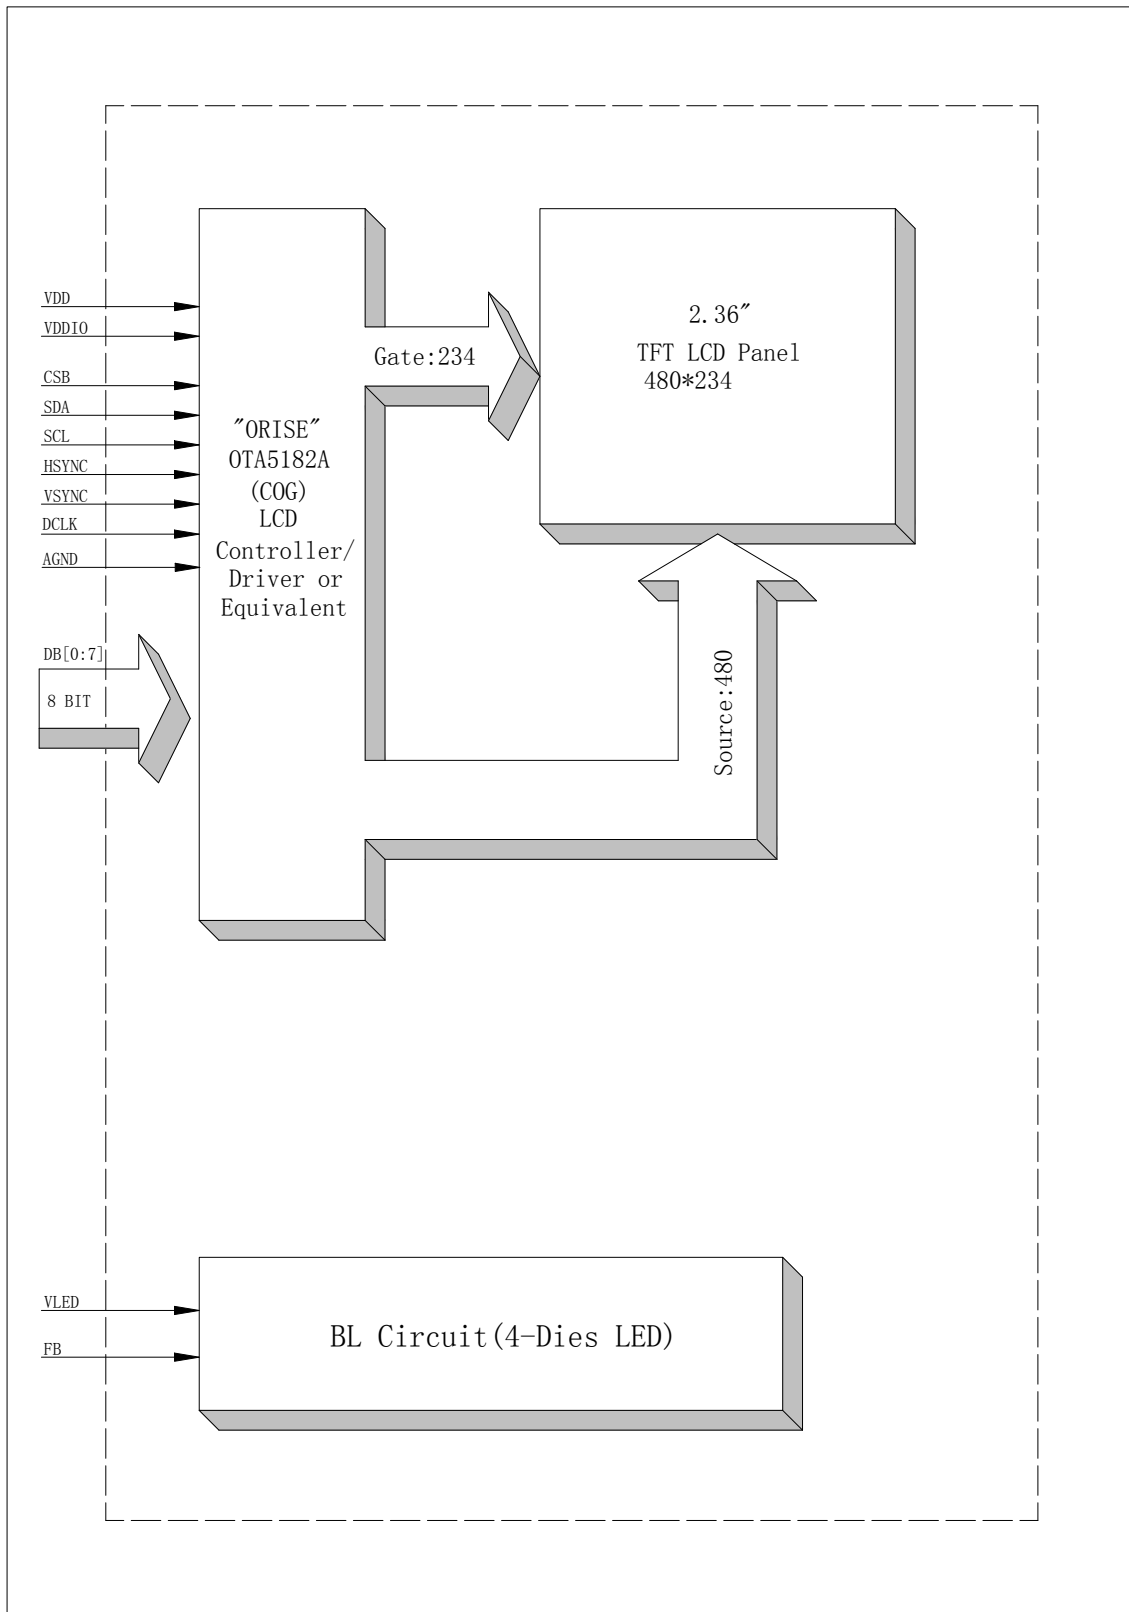 VDD
VDDIO
CSB
SDA
SCL
HSYNC
VSYNC
DCLK
AGND
DB[0:7]
8 BIT
"ORISE"
OTA5182A
(COG)
LCD
Controller/
Driver or
Equivalent
Gate:234
2.36"
TFT LCD Panel
480*234
Source:480
VLED
FB
BL Circuit(4-Dies LED)